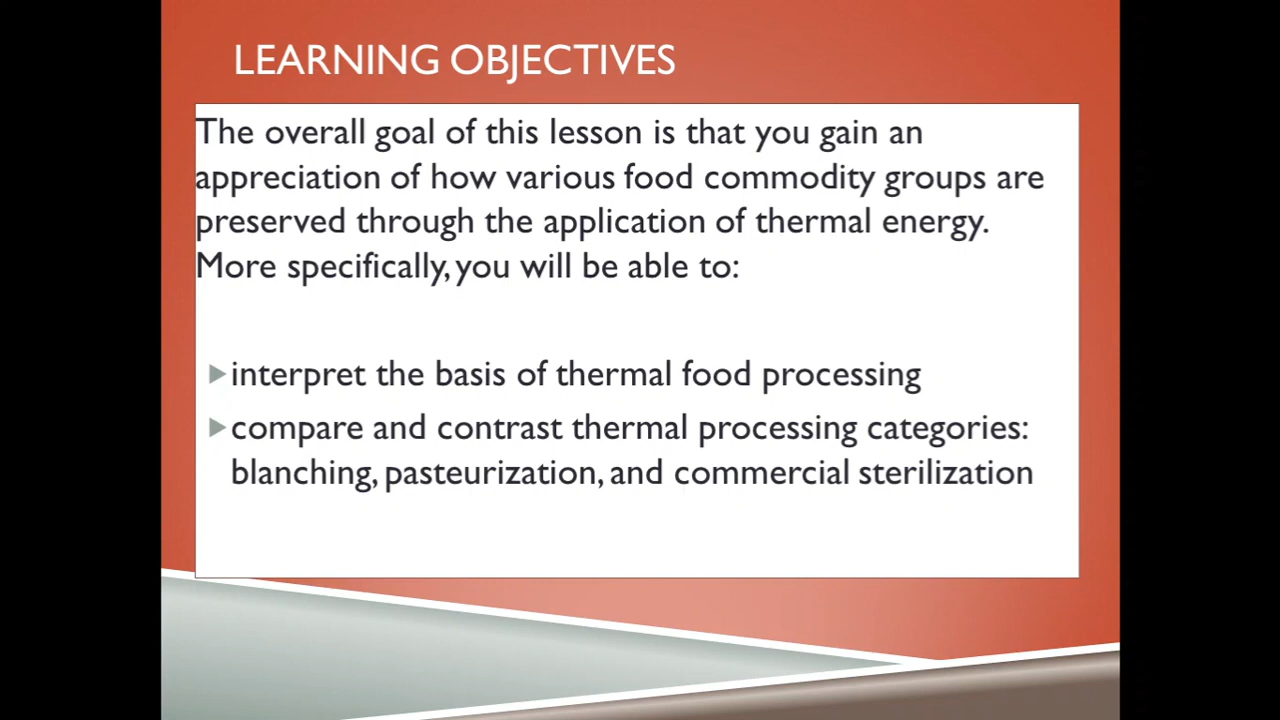 LEARNING OBJECTIVES
The overall goal of this lesson is that you gain an
appreciation of how various food commodity groups are
preserved through the application of thermal energy.
More specifically, you will be able to:
interpret the basis of thermal food processing
compare and contrast thermal processing categories:
blanching, pasteurization, and commercial sterilization